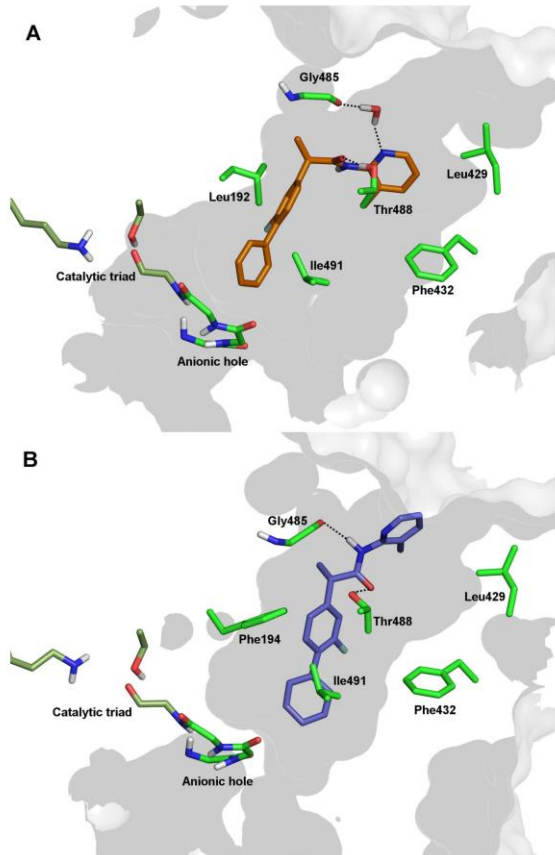 A
Gly485
Leu192
Leu429
Thr488
Ile491
Catalytic triad
Phe432
Anionic hole
B
Gly485
Leu429
Thr488
Phe194
Ile491
Catalytic triad
Phe432
Anionic hole